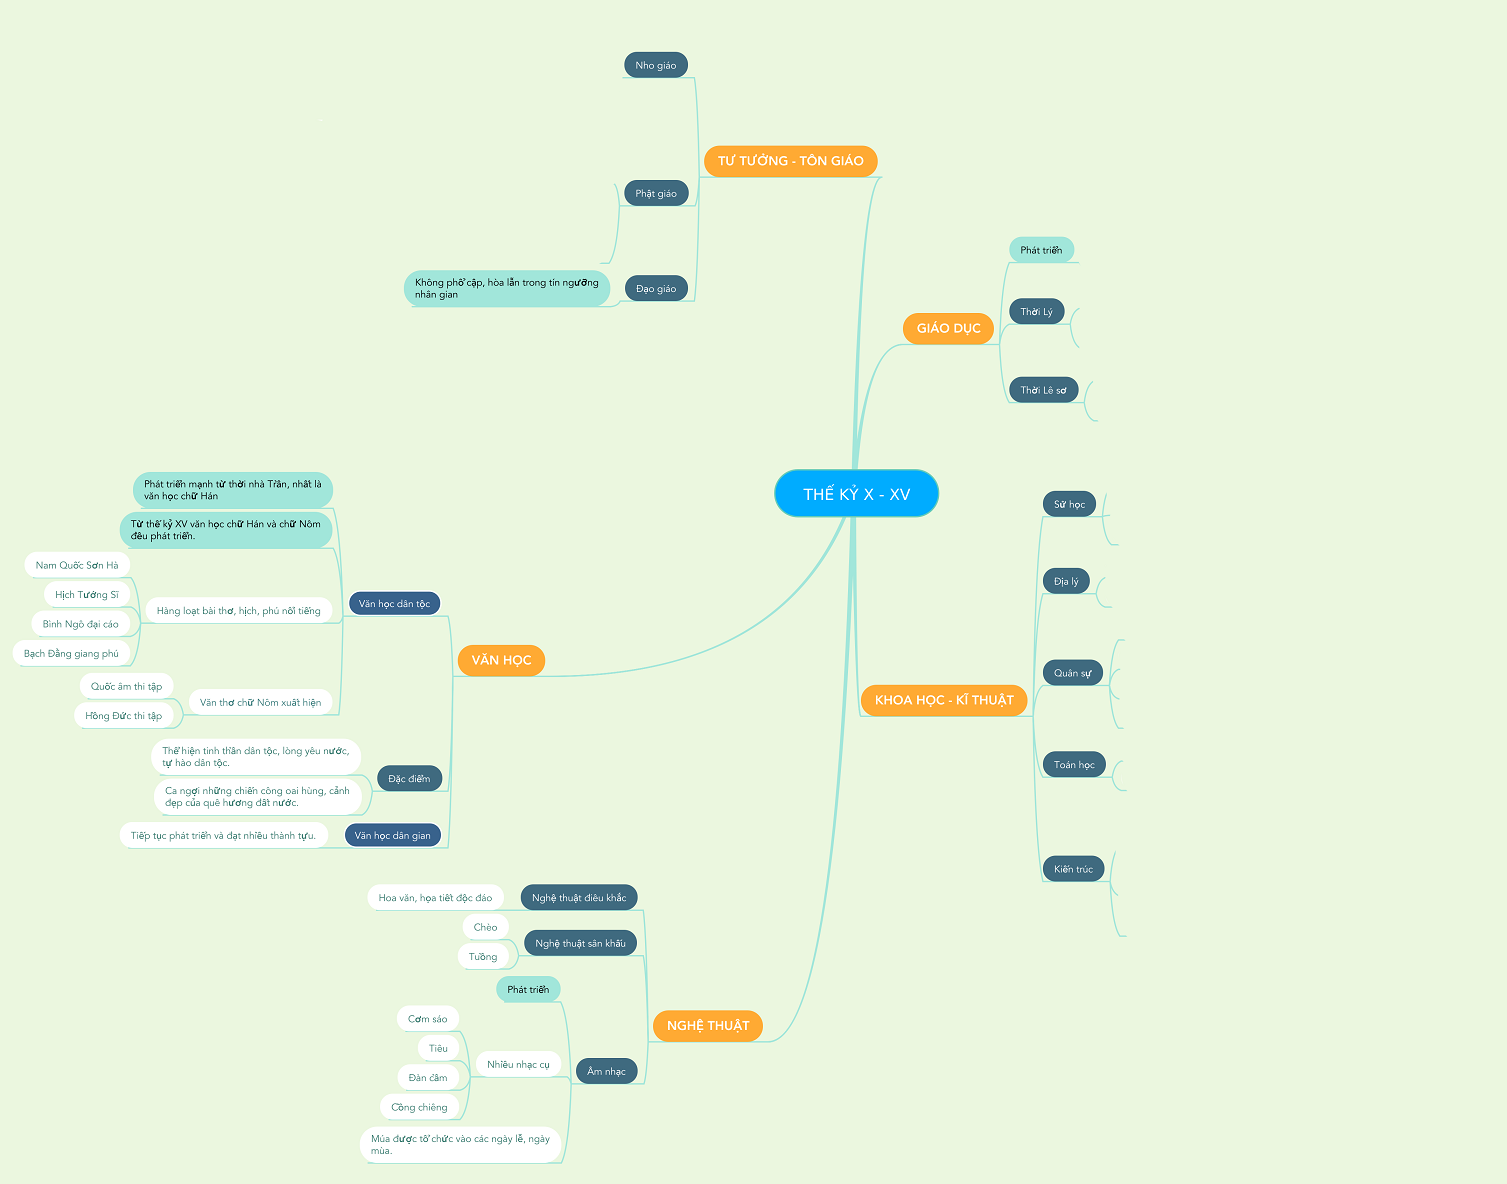 THẾ KỶ X - XV
TƯ TƯỞNG - TÔN GIÁO
Nho giáo
Phật giáo
Đạo giáo
Không phổ cập, hòa lẫn trong tín ngưỡng
nhân gian
GIÁO DỤC
Phát triển
Thời Lý
Thời Lê sơ
KHOA HỌC - KĨ THUẬT
Sử học
Địa lý
Quân sự
Toán học
Kiến trúc
VĂN HỌC
Văn học dân tộc
Phát triển mạnh từ thời nhà Trần, nhất là
văn học chữ Hán
Từ thế kỷ XV văn học chữ Hán và chữ Nôm
đều phát triển.
Hàng loạt bài thơ, hịch, phú nổi tiếng
Nam Quốc Sơn Hà
Hịch Tướng Sĩ
Bình Ngô đại cáo
Bạch Đằng giang phú
Văn thơ chữ Nôm xuất hiện
Quốc âm thi tập
Hồng Đức thi tập
Đặc điểm
Thể hiện tinh thần dân tộc, lòng yêu nước,
tự hào dân tộc.
Ca ngợi những chiến công oai hùng, cảnh
đẹp của quê hương đất nước.
Văn học dân gian
Tiếp tục phát triển và đạt nhiều thành tựu.
NGHỆ THUẬT
Nghệ thuật điêu khắc
Hoa văn, họa tiết độc đáo
Nghệ thuật sân khấu
Chèo
Tuồng
Âm nhạc
Phát triển
Nhiều nhạc cụ
Cơm sáo
Tiêu
Đàn cầm
Cồng chiêng
Múa được tổ chức vào các ngày lễ, ngày
mùa.